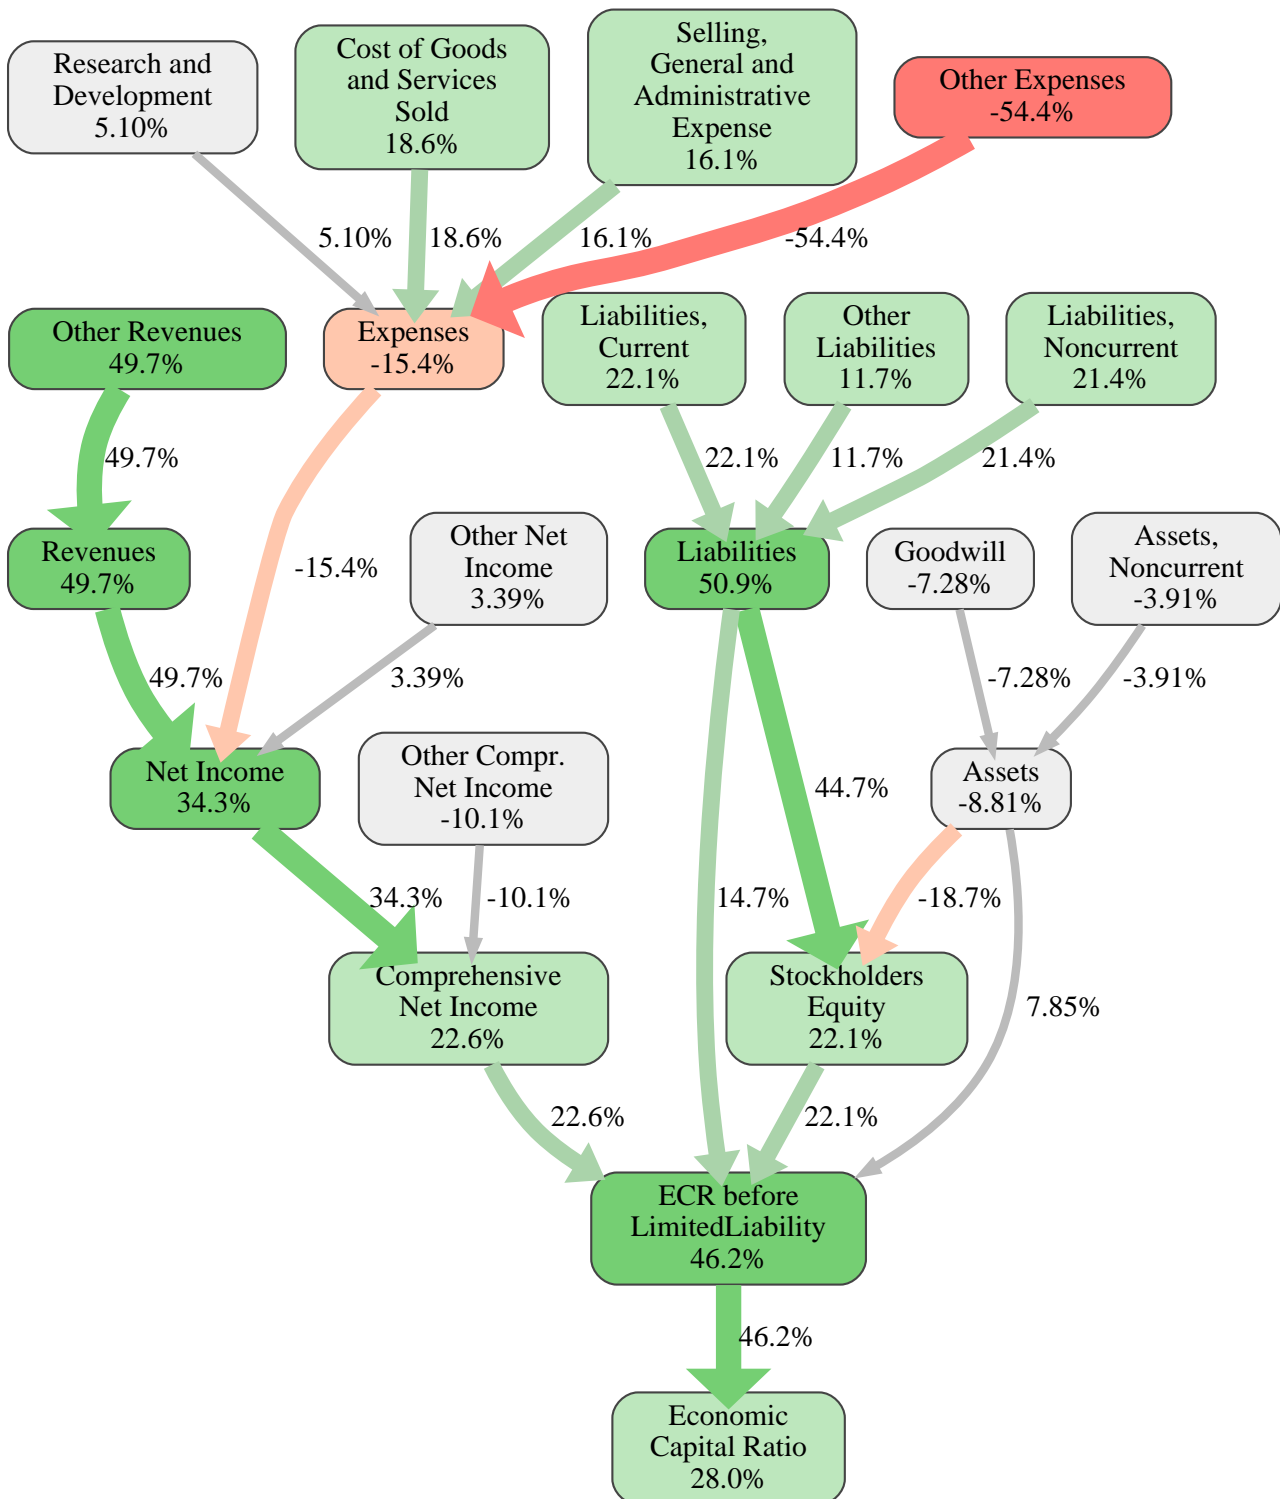 Research and
Development
5.10%
Cost of Goods
and Services
Sold
18.6%
Selling,
General and
Administrative
Expense
16.1%
Other Expenses
-54.4%
5.10%
18.6%
16.1%
-54.4%
Other Revenues
49.7%
Expenses
-15.4%
Liabilities,
Current
22.1%
Other
Liabilities
11.7%
Liabilities,
Noncurrent
21.4%
49.7%
22.1%
11.7%
21.4%
Revenues
49.7%
-15.4%
Other Net
Income
3.39%
Liabilities
50.9%
Goodwill
-7.28%
Assets,
Noncurrent
-3.91%
49.7%
3.39%
-7.28%
-3.91%
Net Income
34.3%
Other Compr.
Net Income
-10.1%
44.7%
Assets
-8.81%
34.3%
-10.1%
14.7%
-18.7%
Comprehensive
Net Income
22.6%
Stockholders
Equity
22.1%
7.85%
22.6%
22.1%
ECR before
LimitedLiability
46.2%
46.2%
Economic
Capital Ratio
28.0%